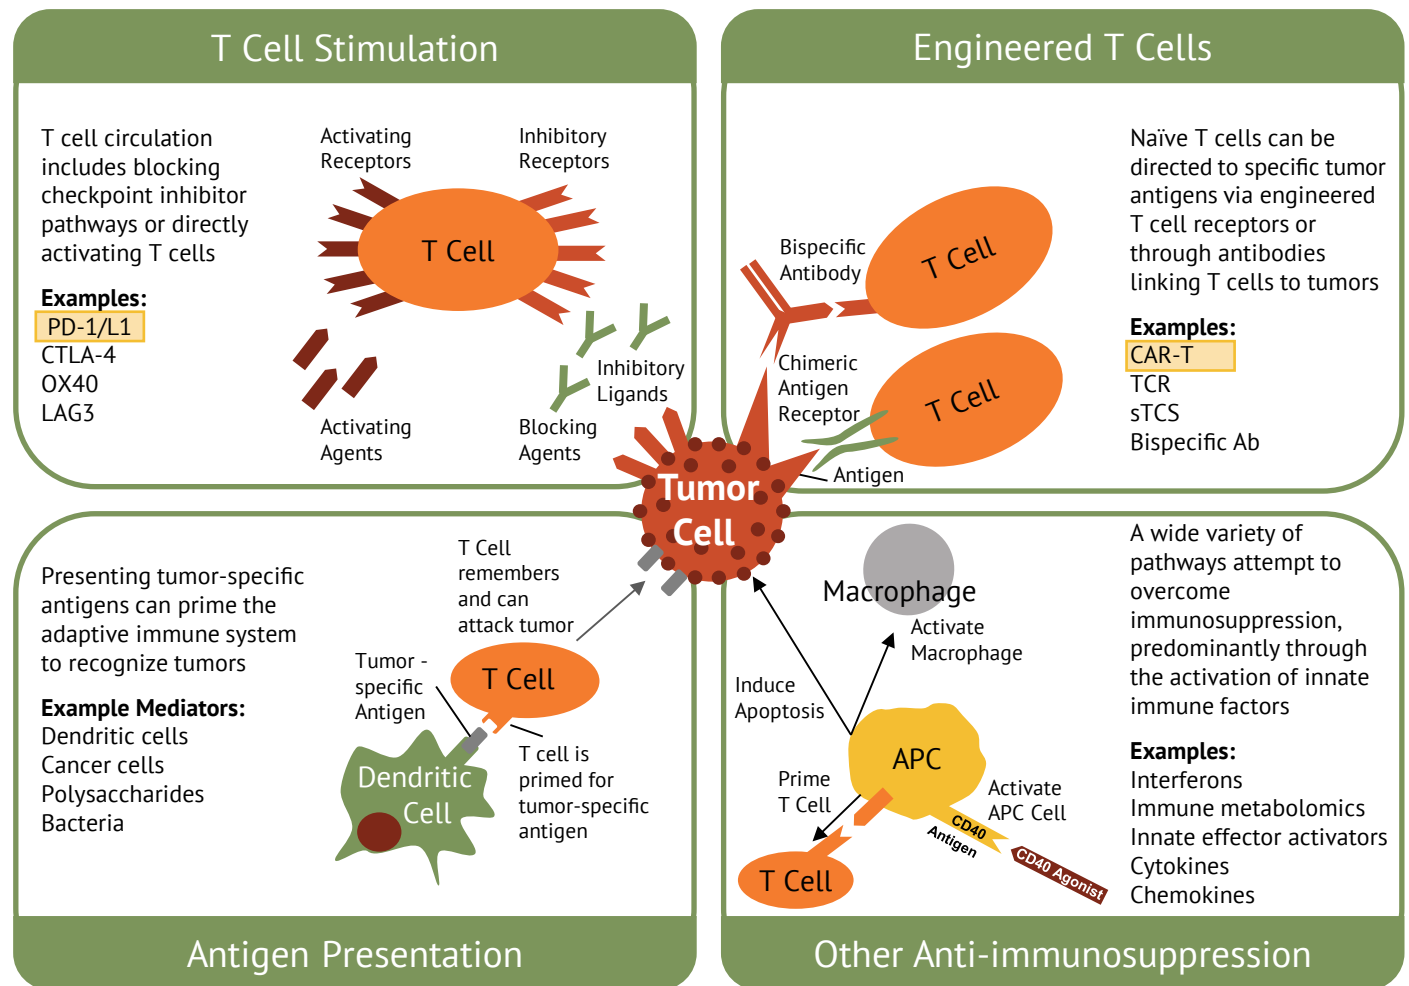 T Cell Stimulation
T cell circulation
includes blocking
checkpoint inhibitor
pathways or directly
activating T cells
Examples:
PD-1/L1
CTLA-4
OX40
LAG3
Activating
Receptors
Inhibitory
Receptors
T Cell
Activating
Agents
Inhibitory
Ligands
Blocking
Agents
Engineered T Cells
Bispecific
Antibody
T Cell
Chimeric
Antigen
Receptor
T Cell
Antigen
Naïve T cells can be
directed to specific tumor
antigens via engineered
T cell receptors or
through antibodies
linking T cells to tumors
Examples:
CAR-T
TCR
sTCS
Bispecific Ab
Tumor
Cell
Presenting tumor-specific
antigens can prime the
adaptive immune system
to recognize tumors
Example Mediators:
Dendritic cells
Cancer cells
Polysaccharides
Bacteria
T Cell
remembers
and can
attack tumor
Tumor -
specific
Antigen
T Cell
Dendritic
Cell
T cell is
primed for
tumor-specific
antigen
Antigen Presentation
Macrophage
Activate
Macrophage
Induce
Apoptosis
APC
Prime
T Cell
Activate
APC Cell
CD40
Antigen
CD40 Agonist
T Cell
A wide variety of
pathways attempt to
overcome
immunosuppression,
predominantly through
the activation of innate
immune factors
Examples:
Interferons
Immune metabolomics
Innate effector activators
Cytokines
Chemokines
Other Anti-immunosuppression